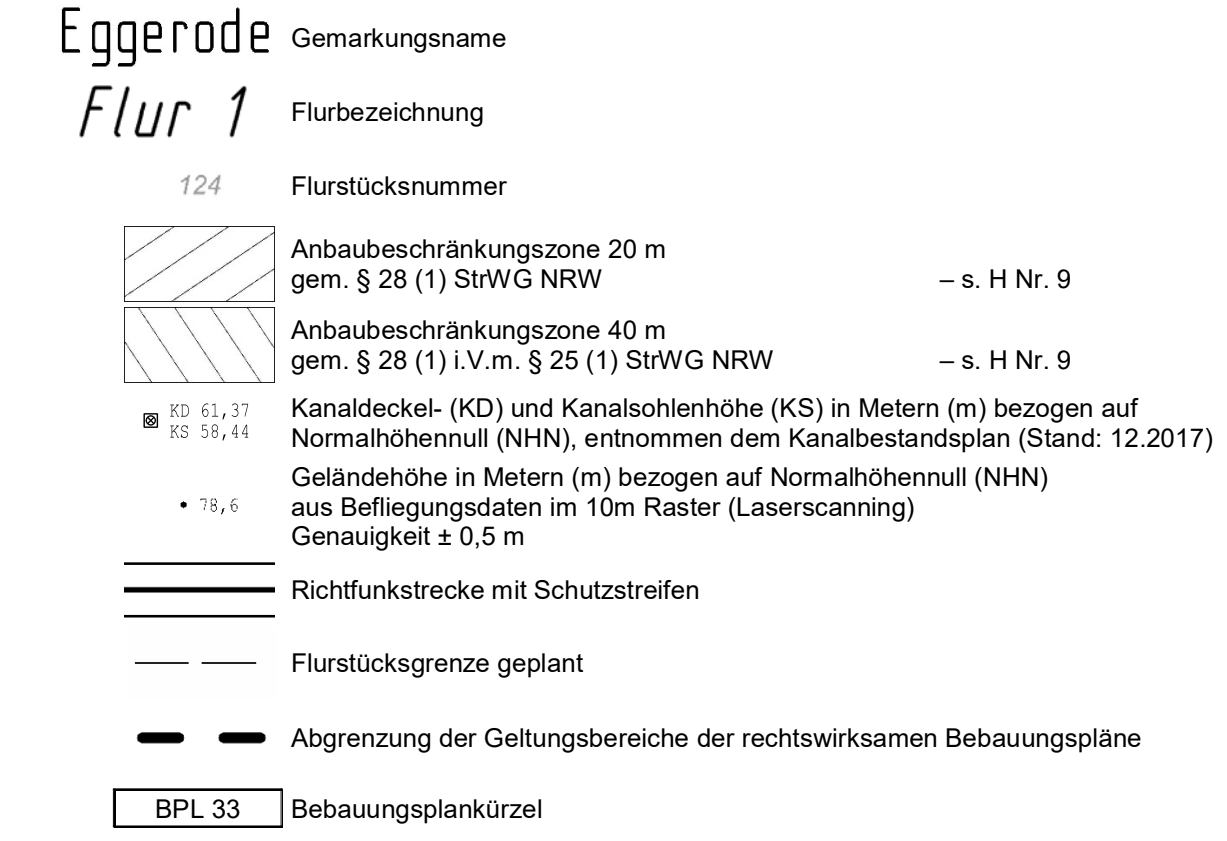 Eggerode Gemarkungsname
Flur 1 Flurbezeichnung
124 Flurstücksnummer
Anbaubeschränkungszone 20 m
gem. § 28 (1) StrWG NRW – s. H Nr. 9
Anbaubeschränkungszone 40 m
gem. § 28 (1) i.V.m. § 25 (1) StrWG NRW – s. H Nr. 9
KD 61,37 Kanaldeckel- (KD) und Kanalsohlenhöhe (KS) in Metern (m) bezogen auf
KS 58,44 Normalhöhennull (NHN), entnommen dem Kanalbestandsplan (Stand: 12.2017)
Geländehöhe in Metern (m) bezogen auf Normalhöhennull (NHN)
78,6 aus Befliegungsdaten im 10m Raster (Laserscanning)
Genauigkeit ± 0,5 m
Richtfunkstrecke mit Schutzstreifen
Flurstücksgrenze geplant
Abgrenzung der Geltungsbereiche der rechtswirksamen Bebauungspläne
BPL 33 Bebauungsplankürzel